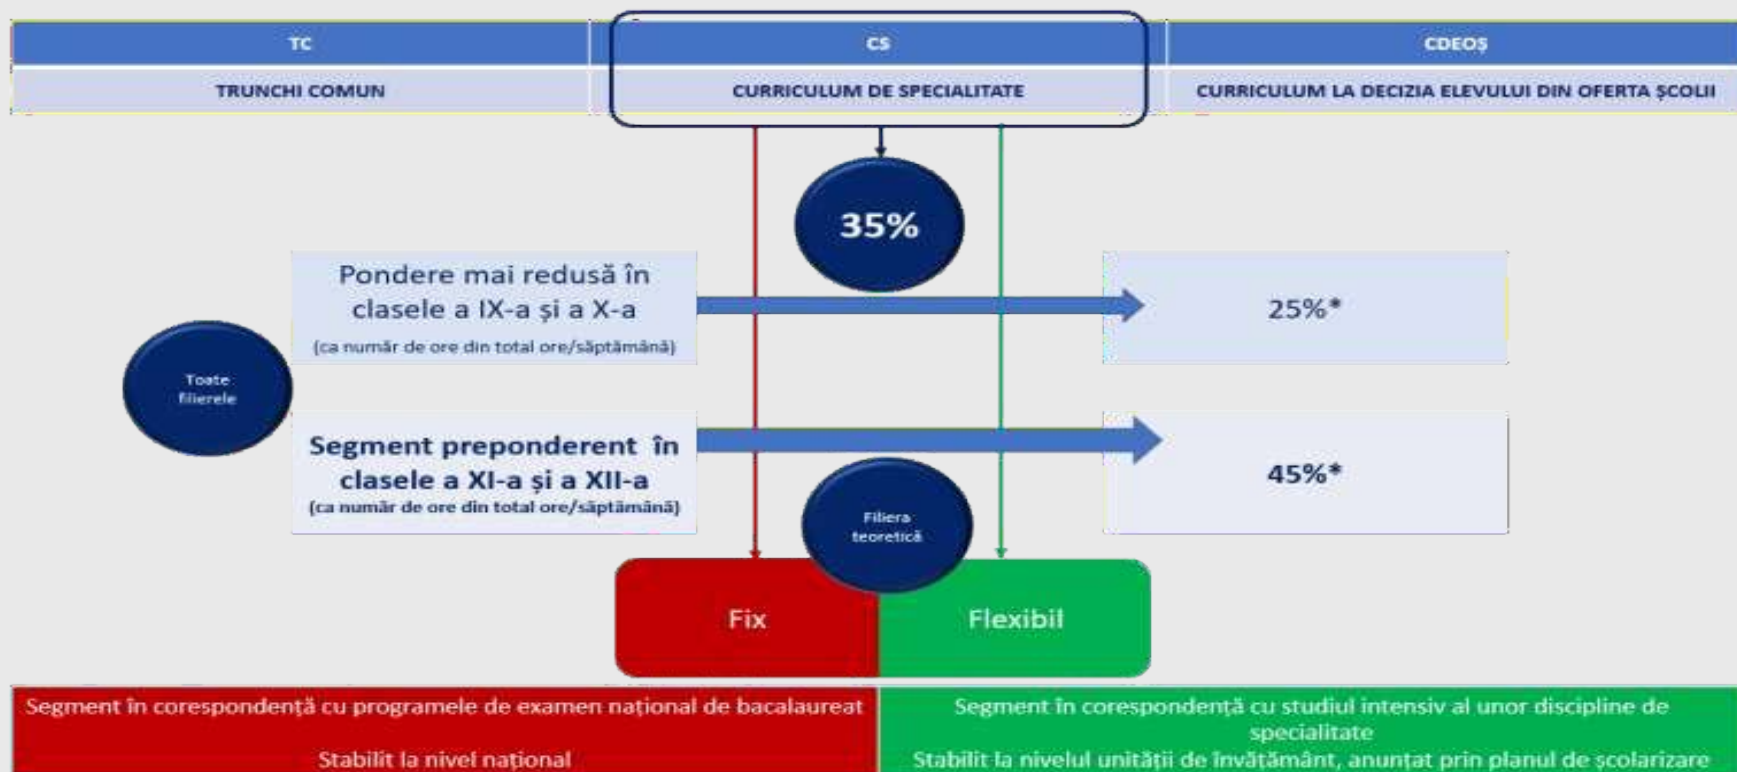 TC
CS
CDEOȘ
TRUNCHI COMUN
CURRICULUM DE SPECIALITATE
CURRICULUM LA DECIZIA ELEVULUI DIN OFERTA ȘCOLII
35%
Pondere mai redusă în
clasele a IX-a și a X-a
(ca număr de ore din total ore/săptămână)
25%*
Toate
filierele
Segment preponderent în
clasele a XI-a și a XII-a
(ca număr de ore din total ore/săptămână)
45%*
Filiera
teoretică
Fix
Flexibil
Segment în corespondență cu programele de examen național de bacalaureat
Stabilit la nivel național
Segment în corespondență cu studiul intensiv al unor discipline de
specialitate
Stabilit la nivelul unității de învățământ, anunțat prin planul de școlarizare